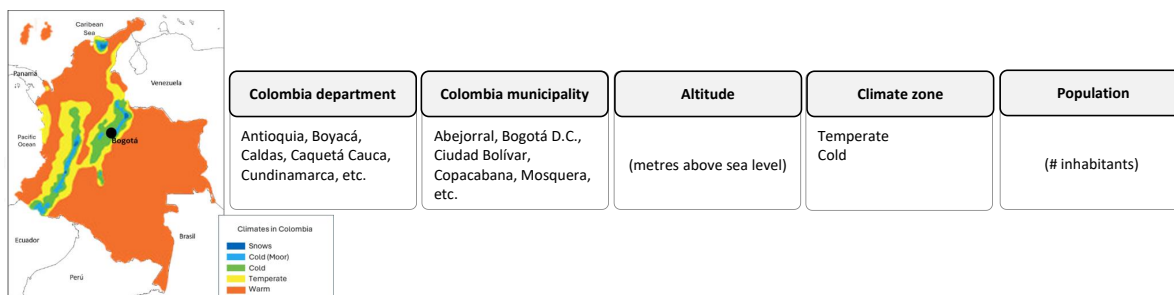 Caribean
Sea
Panamá
Venezuela
Pacific
Ocean
Bogotá
Ecuador
Brasil
Perú
Climates in Colombia
Snows
Cold (Moor)
Cold
Temperate
Warm
Colombia department
Antioquia, Boyacá,
Caldas, Caquetá Cauca,
Cundinamarca, etc.
Colombia municipality
Abejorral, Bogotá D.C.,
Ciudad Bolívar,
Copacabana, Mosquera,
etc.
Altitude
(metres above sea level)
Climate zone
Temperate
Cold
Population
(# inhabitants)